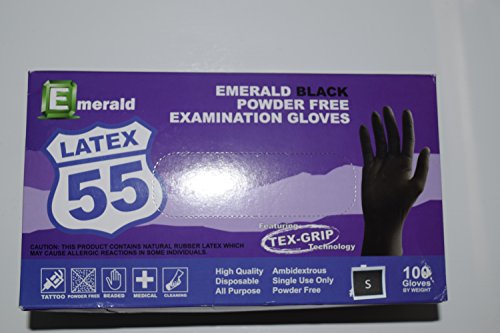 Emerald
LATEX
55
EMERALD BLACK
POWDER FREE
EXAMINATION GLOVES
Featuring:
TEX-GRIP
Technology
CAUTION: THIS PRODUCT CONTAINS NATURAL RUBBER LATEX WHICH
MAY CAUSE ALLERGIC REACTIONS IN SOME INDIVIDUALS.
TATTOO
POWDER FREE
BEADED
MEDICAL
CLEANING
High Quality
Disposable
All Purpose
Ambidextrous
Single Use Only
Powder Free
S
100
Gloves
BY WEIGHT